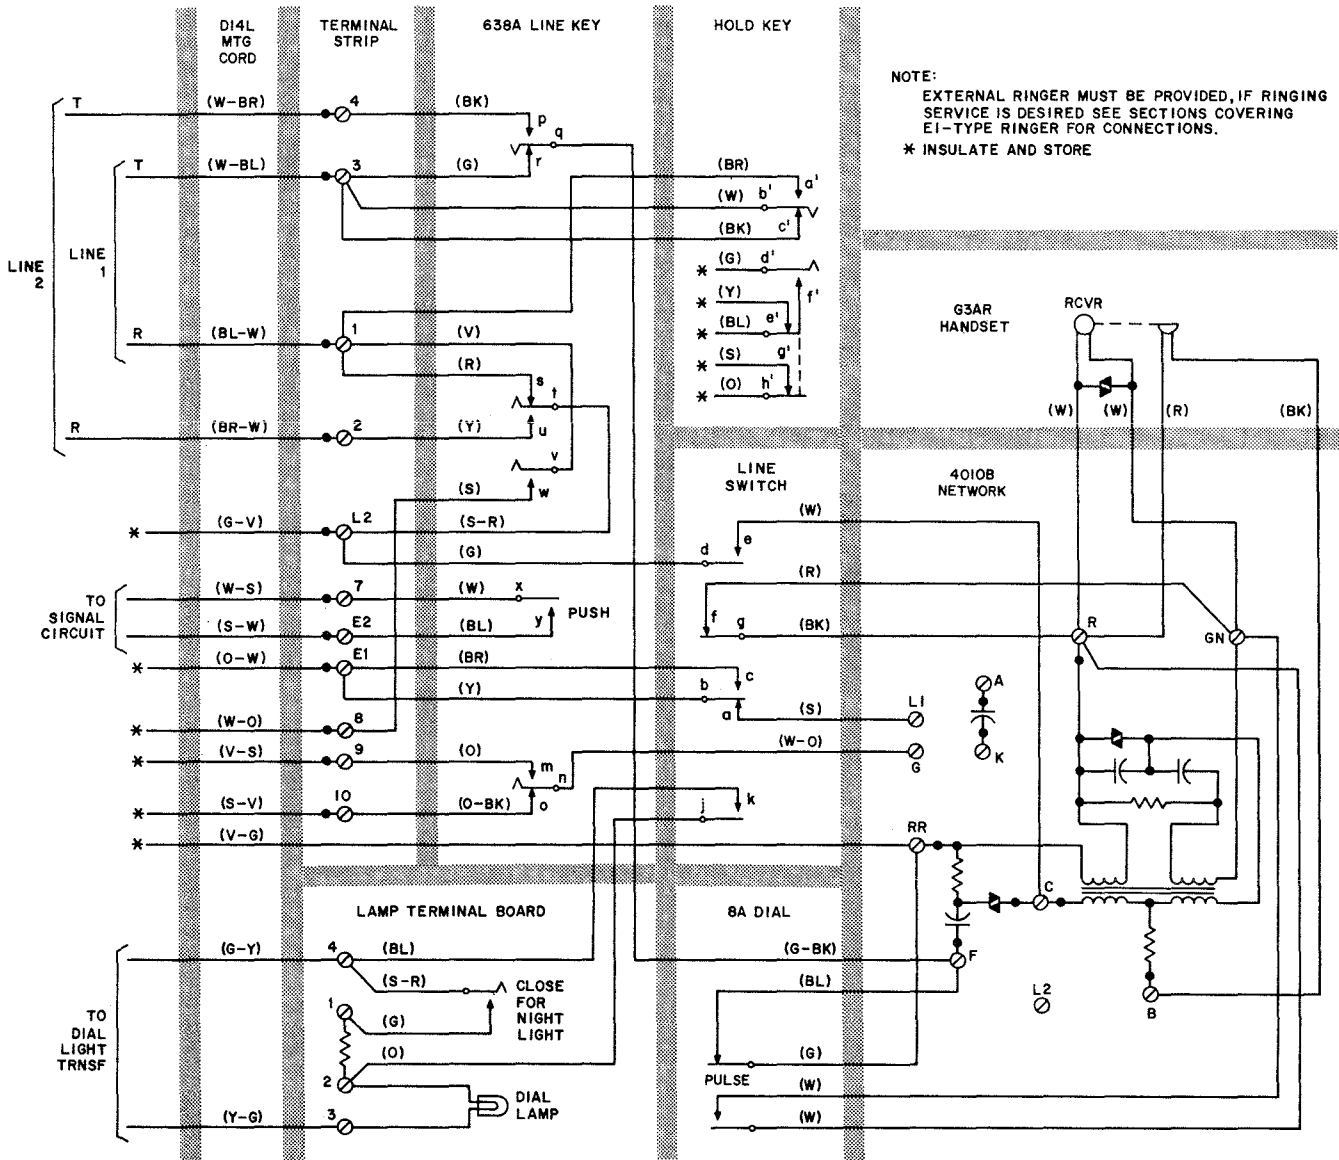 D14L
MTG
CORD
TERMINAL
STRIP
638A LINE KEY
HOLD KEY
NOTE:
EXTERNAL RINGER MUST BE PROVIDED, IF RINGING
SERVICE IS DESIRED SEE SECTIONS COVERING
E1-TYPE RINGER FOR CONNECTIONS.
* INSULATE AND STORE
T (W-BR) 4 (BK) p
q
T (W-BL) 3 (G) r
(BR) a'
(W) b'
(BK) c'
LINE
2
LINE
1
* (G) d'
* (Y) f'
* (BL) e'
* (S) g'
* (O) h'
G3AR
HANDSET
RCVR
(W) (W) (R) (BK)
R (BL-W) 1 (V)
(R) s
t
R (BR-W) 2 (Y) u
v
(S) w
LINE
SWITCH
4010B
NETWORK
* (G-V) L2 (S-R)
(G) d e (W)
TO
SIGNAL
CIRCUIT
(W-S) 7 (W) x
(S-W) E2 (BL) y PUSH
f (R)
g (BK) R GN
* (O-W) E1 (BR) c
(Y) b
a (S) L1
A
K
* (W-O) 8
* (V-S) 9 (O) m
n (W-O) G
* (S-V) 10 (O-BK) o
j k
* (V-G) RR
C
LAMP TERMINAL BOARD
8A DIAL
TO
DIAL
LIGHT
TRNSF
(G-Y) 4 (BL)
(S-R) CLOSE
FOR
NIGHT
LIGHT
1 (G)
(O)
2
DIAL
LAMP
(Y-G) 3
(G-BK) F
(BL)
L2
B
(G)
PULSE
(W)
(W)